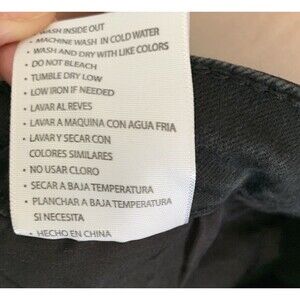 WASH INSIDE OUT
• MACHINE WASH IN COLD WATER
• WASH AND DRY WITH LIKE COLORS
• DO NOT BLEACH
• TUMBLE DRY LOW
• LOW IRON IF NEEDED
• LAVAR AL REVES
• LAVAR A MAQUINA CON AGUA FRIA
• LAVAR Y SECAR CON
COLORES SIMILARES
• NO USAR CLORO
• SECAR A BAJA TEMPERATURA
• PLANCHAR A BAJA TEMPERATURA
SI NECESITA
• HECHO EN CHINA